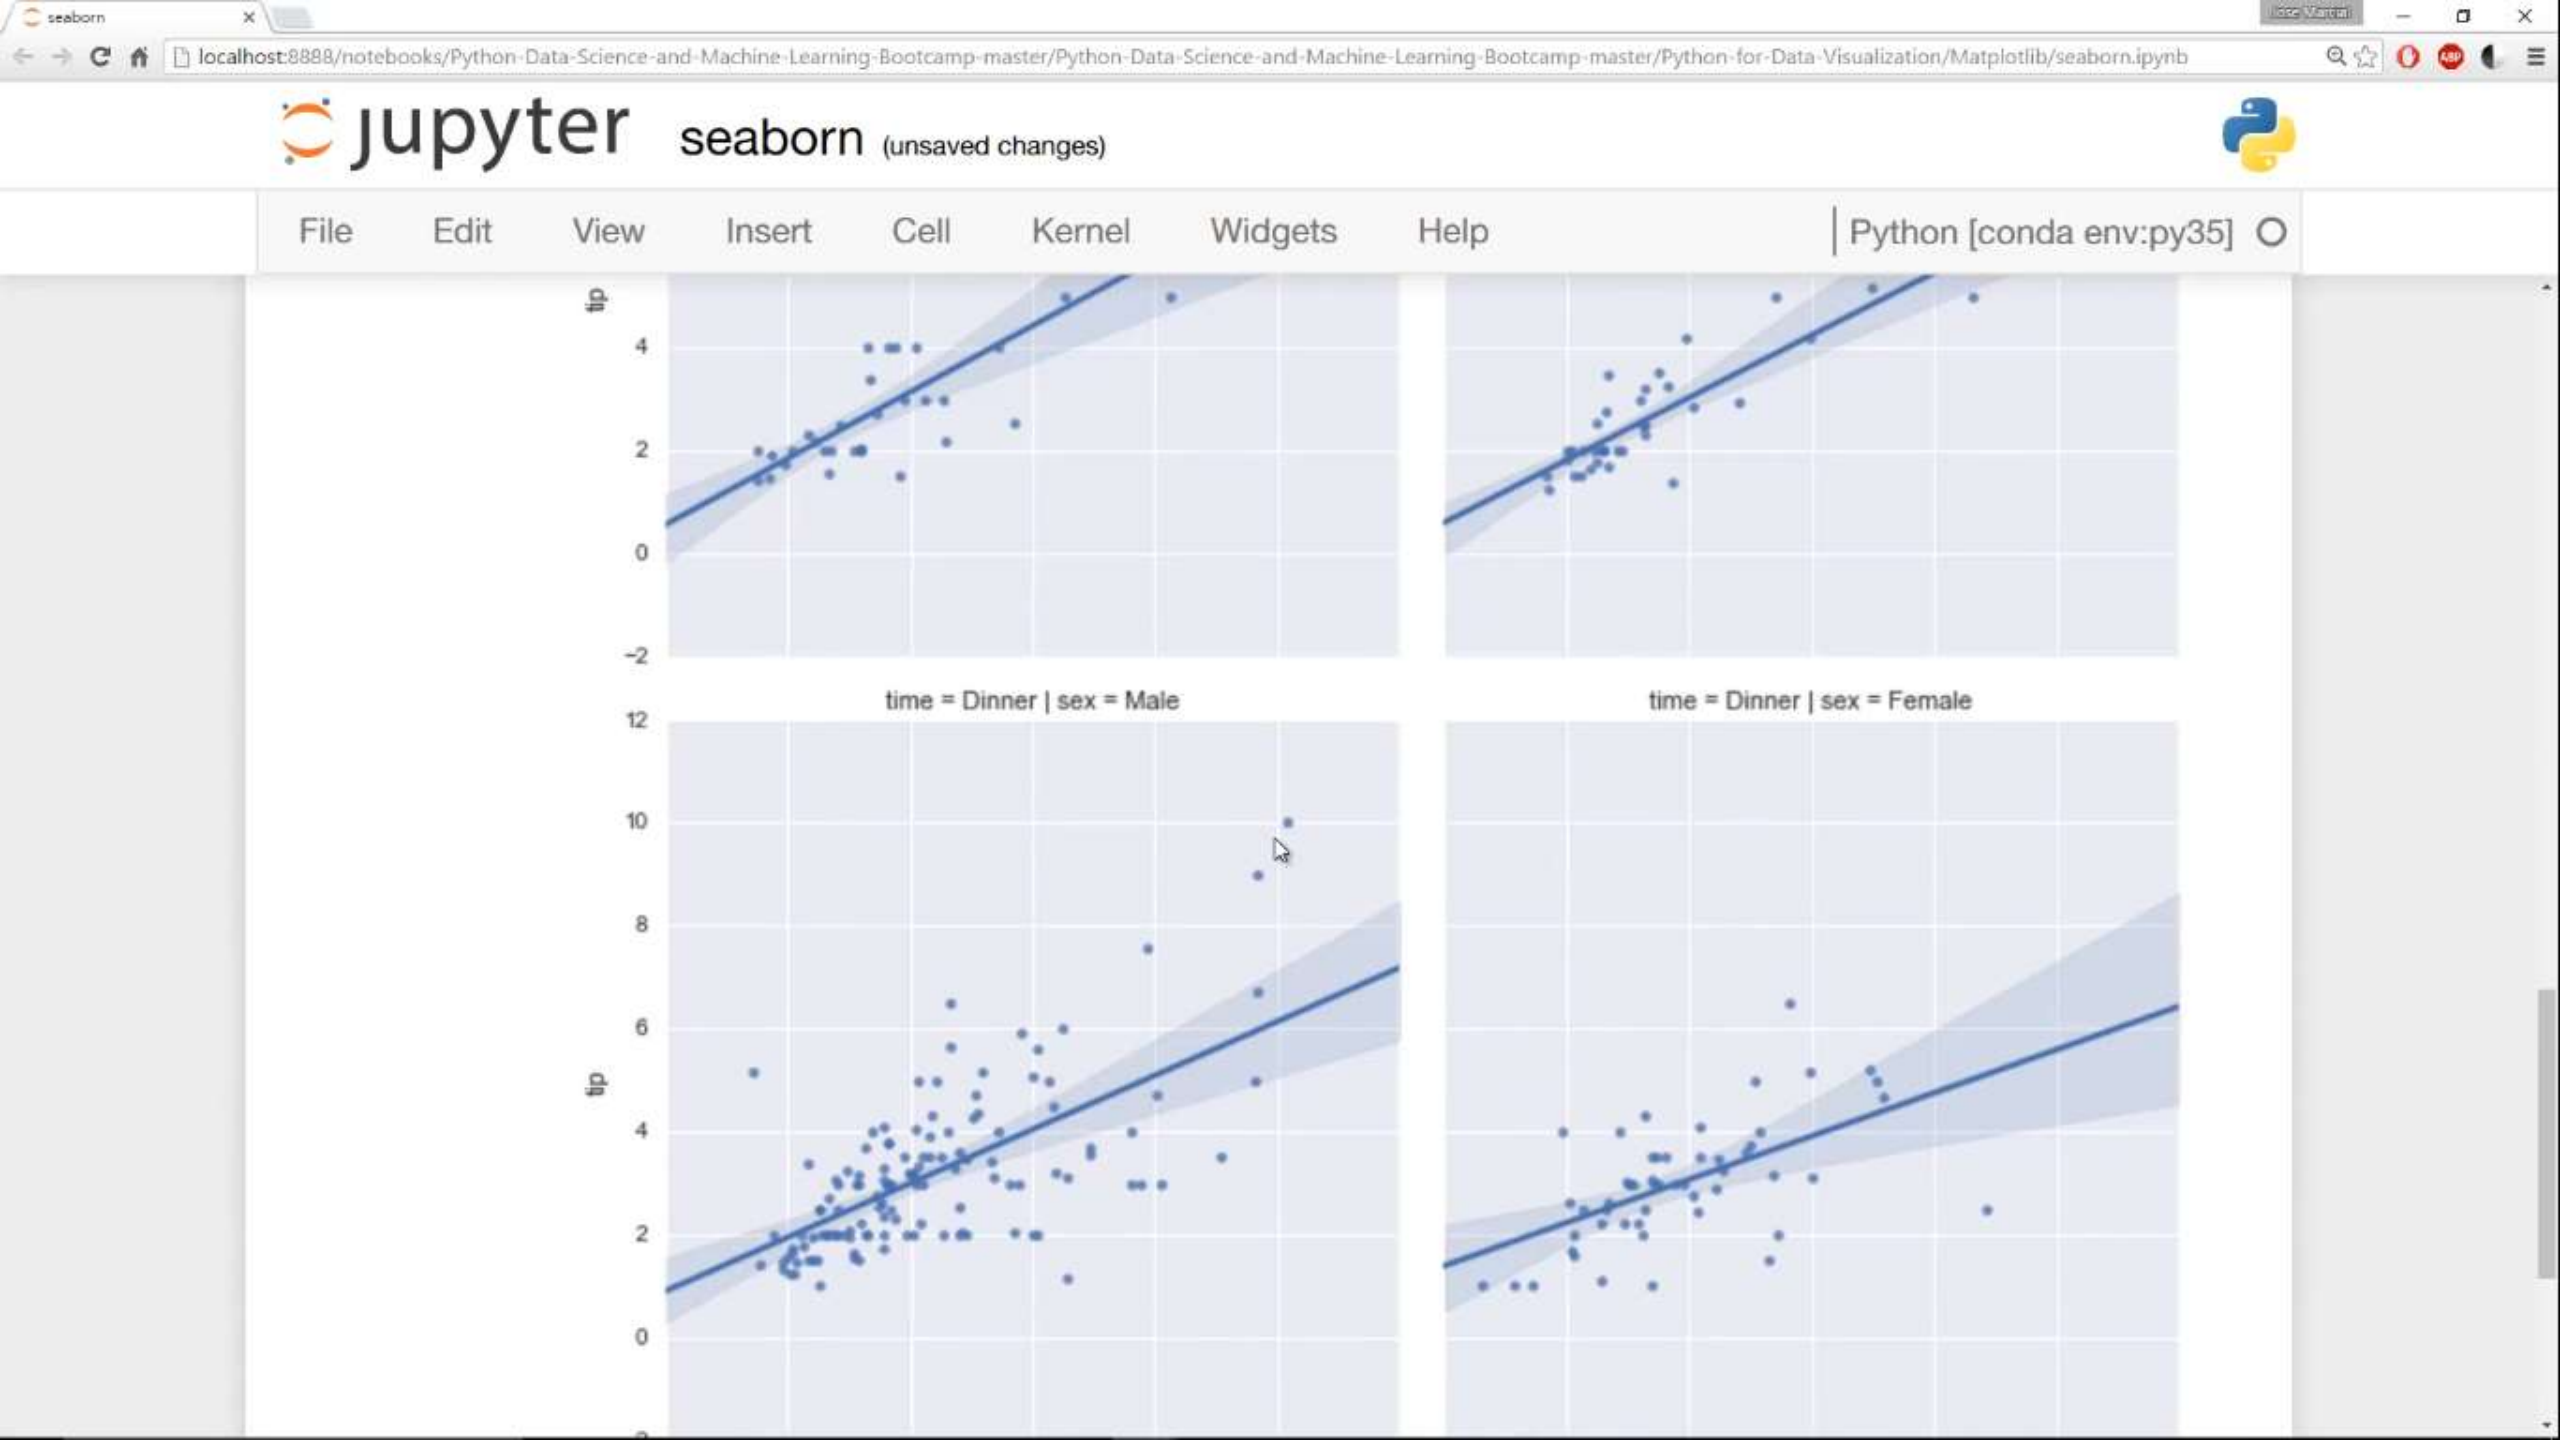 seaborn
Jose Marcial
localhost:8888/notebooks/Python-Data-Science-and-Machine-Learning-Bootcamp-master/Python-Data-Science-and-Machine-Learning-Bootcamp-master/Python-for-Data-Visualization/Matplotlib/seaborn.ipynb
ABP
jupyter seaborn (unsaved changes)
File Edit View Insert Cell Kernel Widgets Help Python [conda env:py35]
tip
4
2
0
−2
time = Dinner | sex = Male time = Dinner | sex = Female
12
10
8
6
tip
4
2
0